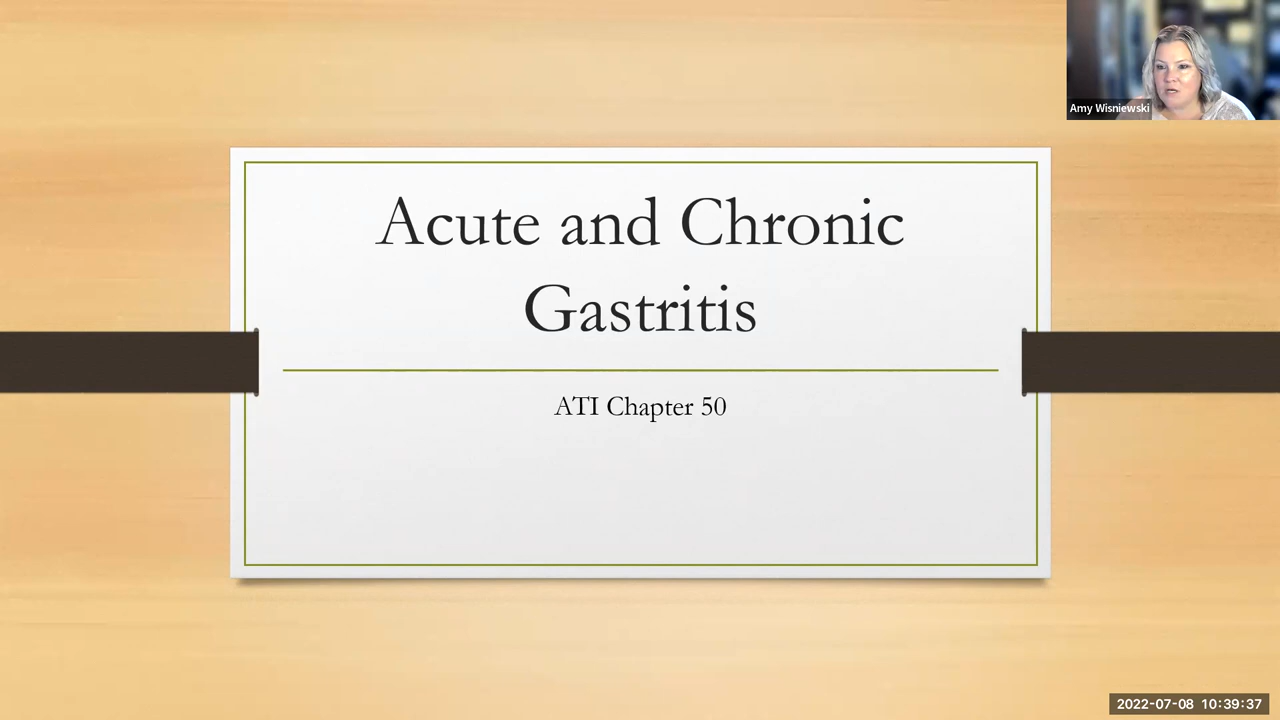 Amy Wisniewski
Acute and Chronic
Gastritis
ATI Chapter 50
2022-07-08 10:39:37